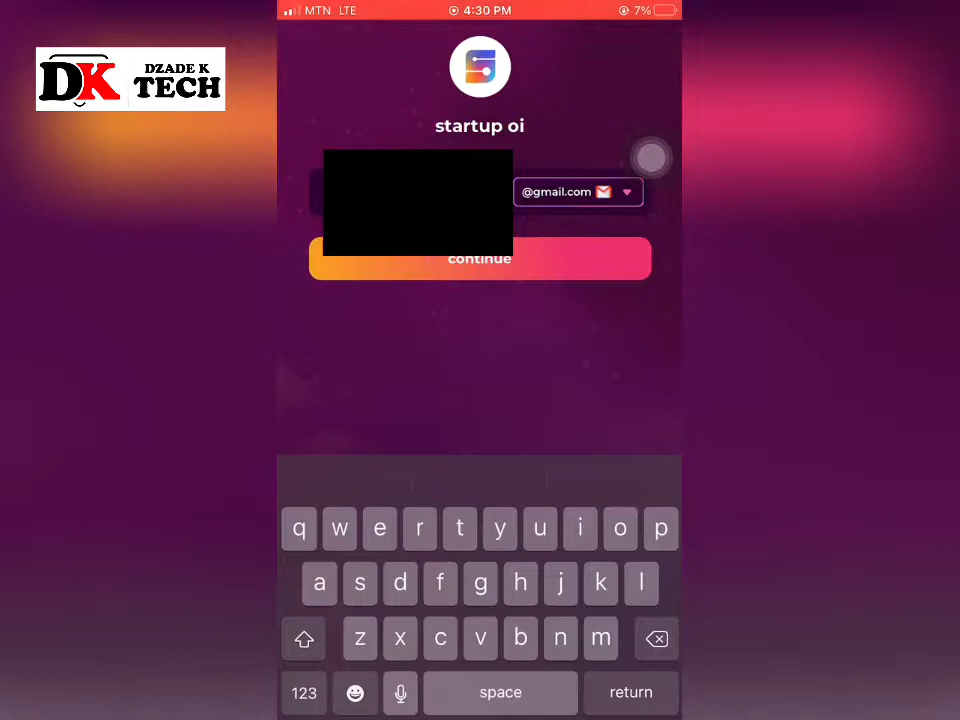 MTN LTE 4:30 PM 7%
DK DZADE K
TECH
startup oi
@gmail.com
continue
q w e r t y u i o p
a s d f g h j k l
z x c v b n m
123 space return